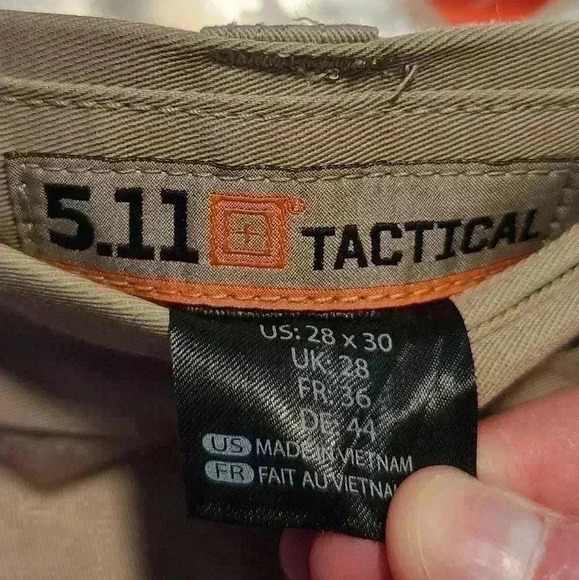 5.11® TACTICAL
US: 28 x 30
UK: 28
FR: 36
DE: 44
US MADE IN VIETNAM
FR FAIT AU VIETNA